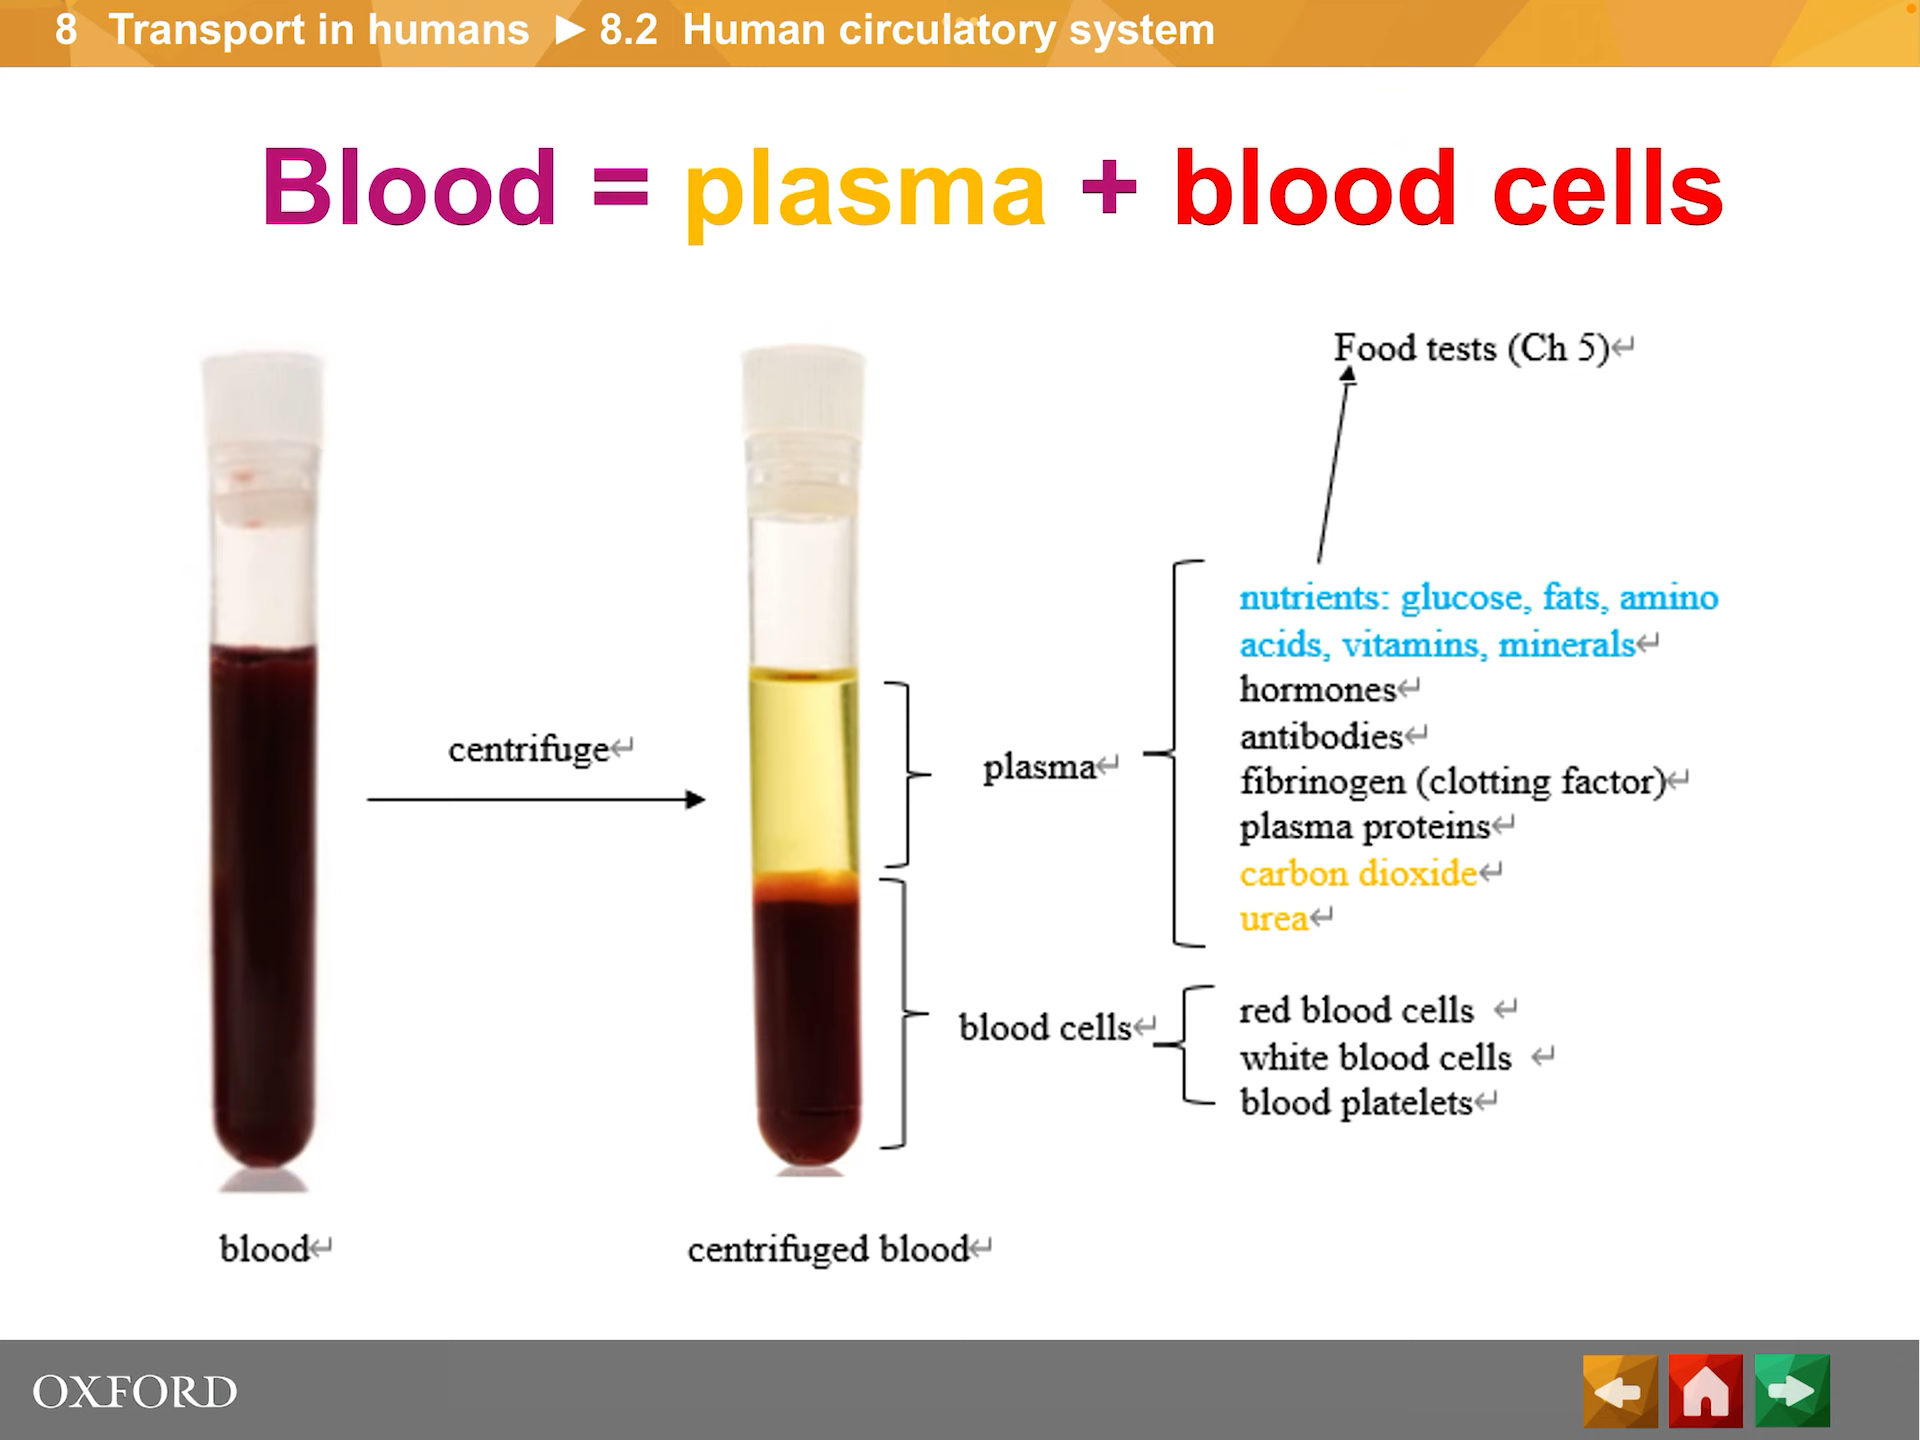 8 Transport in humans ► 8.2 Human circulatory system
Blood = plasma + blood cells
Food tests (Ch 5)↵
nutrients: glucose, fats, amino
acids, vitamins, minerals↵
hormones↵
antibodies↵
fibrinogen (clotting factor)↵
plasma proteins↵
carbon dioxide↵
urea↵
centrifuge↵
plasma↵
blood cells↵
red blood cells ↵
white blood cells ↵
blood platelets↵
blood↵
centrifuged blood↵
OXFORD